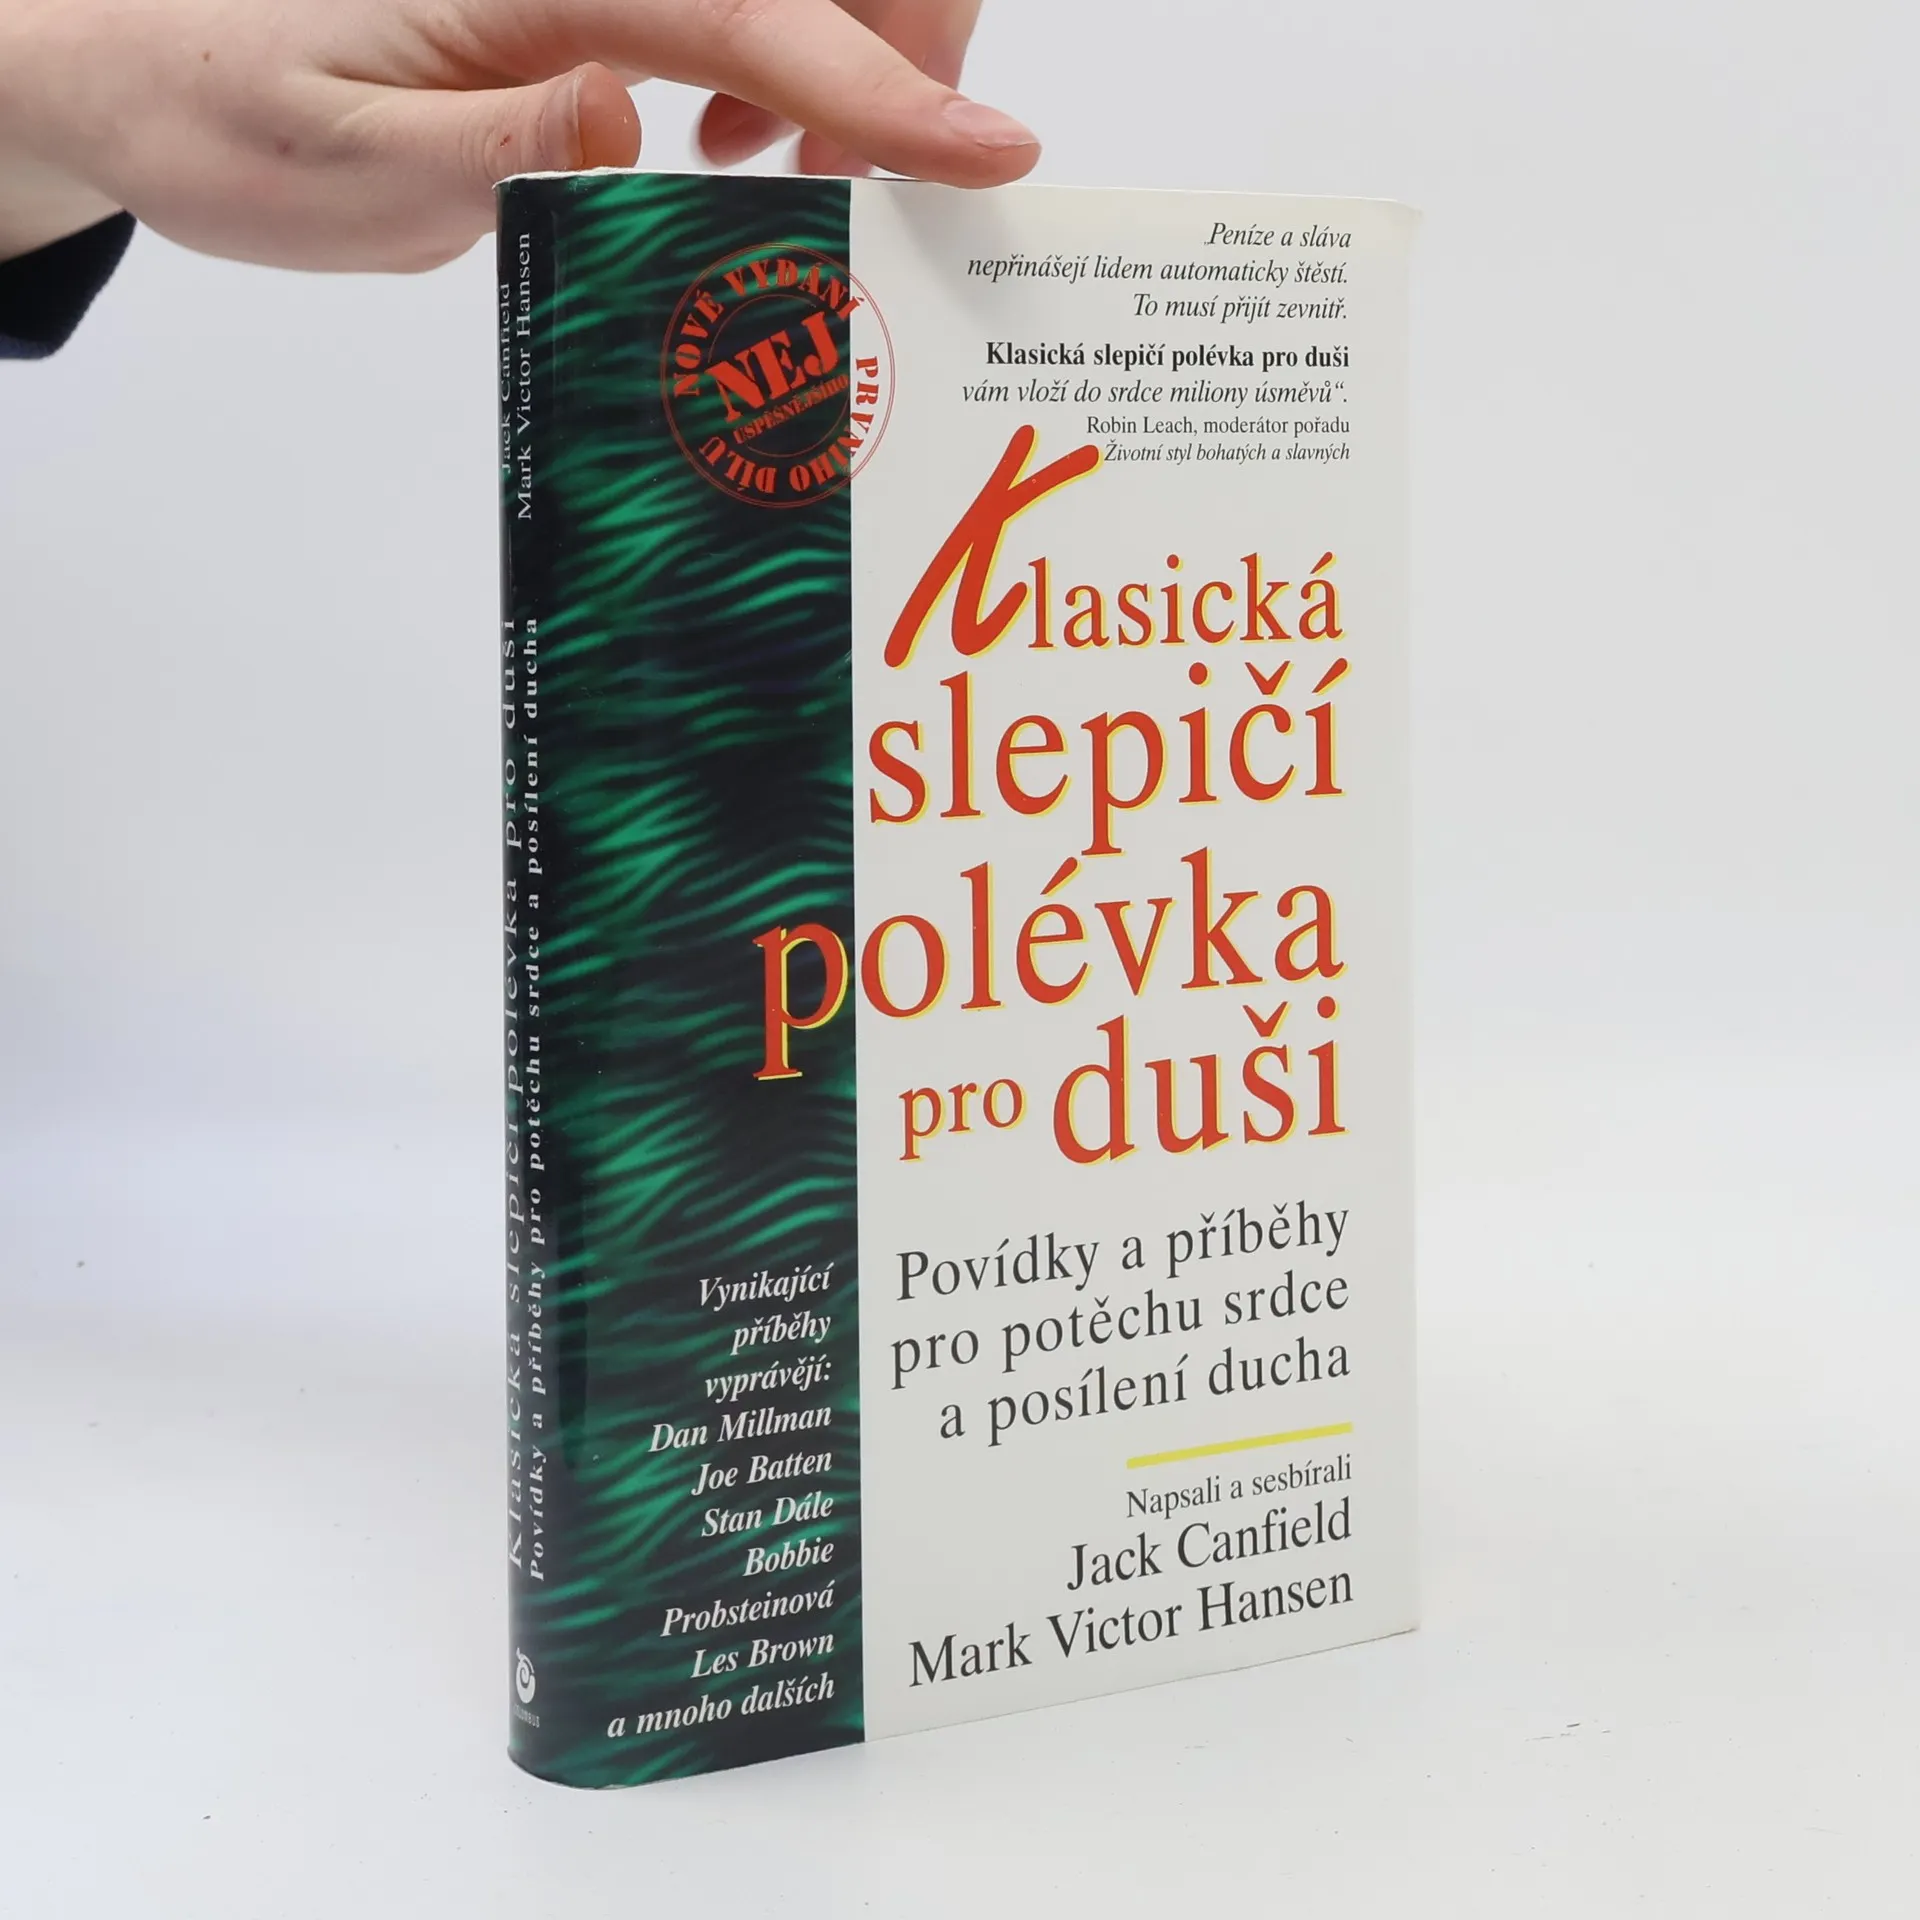 Jack Canfield
Mark Victor Hansen
Klasická slepičí polévka pro duši
Povídky a příběhy pro potěchu srdce a posílení ducha
NOVÉ VYDÁNÍ
NEJ
ÚSPĚŠNĚJŠÍHO
PRVNÍHO DÍLU
„Peníze a sláva
nepřinášejí lidem automaticky štěstí.
To musí přijít zevnitř.
Klasická slepičí polévka pro duši
vám vloží do srdce miliony úsměvů“.
Robin Leach, moderátor pořadu
Životní styl bohatých a slavných
Klasická
slepičí
polévka
pro duši
Povídky a příběhy
pro potěchu srdce
a posílení ducha
Napsali a sesbírali
Jack Canfield
Mark Victor Hansen
Vynikající
příběhy
vyprávějí:
Dan Millman
Joe Batten
Stan Dále
Bobbie
Probsteinová
Les Brown
a mnoho dalších